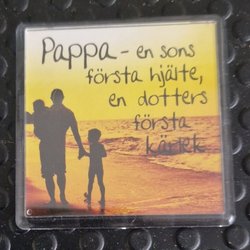 Pappa - en sons
första hjälte,
en dotters
första
kärlek